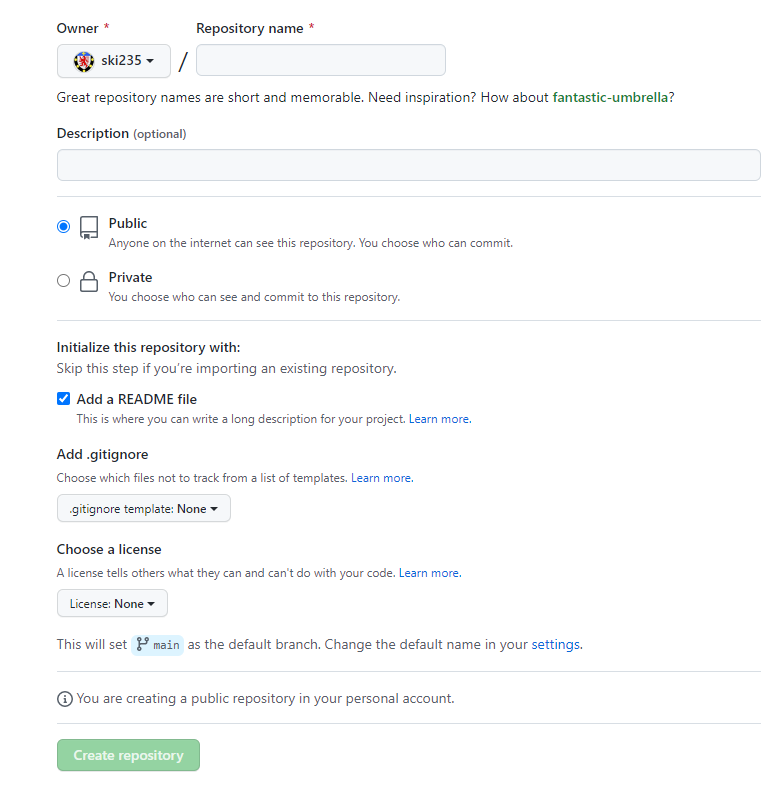 Owner * Repository name *
ski235 /
Great repository names are short and memorable. Need inspiration? How about fantastic-umbrella?
Description (optional)
Public
Anyone on the internet can see this repository. You choose who can commit.
Private
You choose who can see and commit to this repository.
Initialize this repository with:
Skip this step if you’re importing an existing repository.
Add a README file
This is where you can write a long description for your project. Learn more.
Add .gitignore
Choose which files not to track from a list of templates. Learn more.
.gitignore template: None
Choose a license
A license tells others what they can and can't do with your code. Learn more.
License: None
This will set main as the default branch. Change the default name in your settings.
You are creating a public repository in your personal account.
Create repository